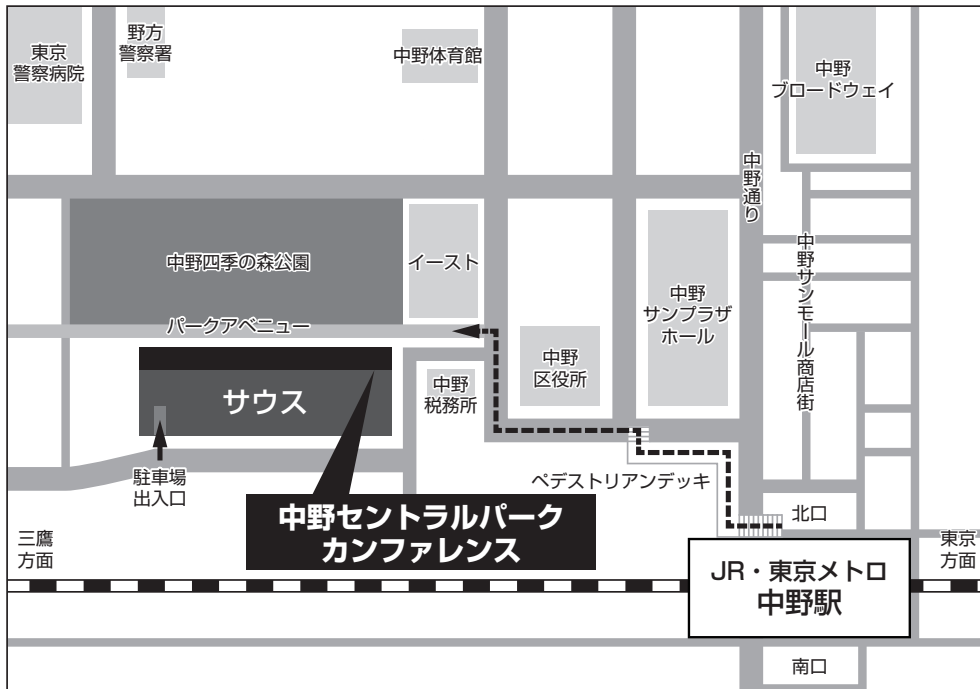 東京
警察病院
野方
警察署
中野体育館
中野
ブロードウェイ
中野通り
中野四季の森公園
イースト
中野
サンプラザ
ホール
中野サンモール商店街
パークアベニュー
サウス
中野
税務所
中野
区役所
駐車場
出入口
ペデストリアンデッキ
中野セントラルパーク
カンファレンス
北口
三鷹
方面
東京
方面
JR・東京メトロ
中野駅
南口